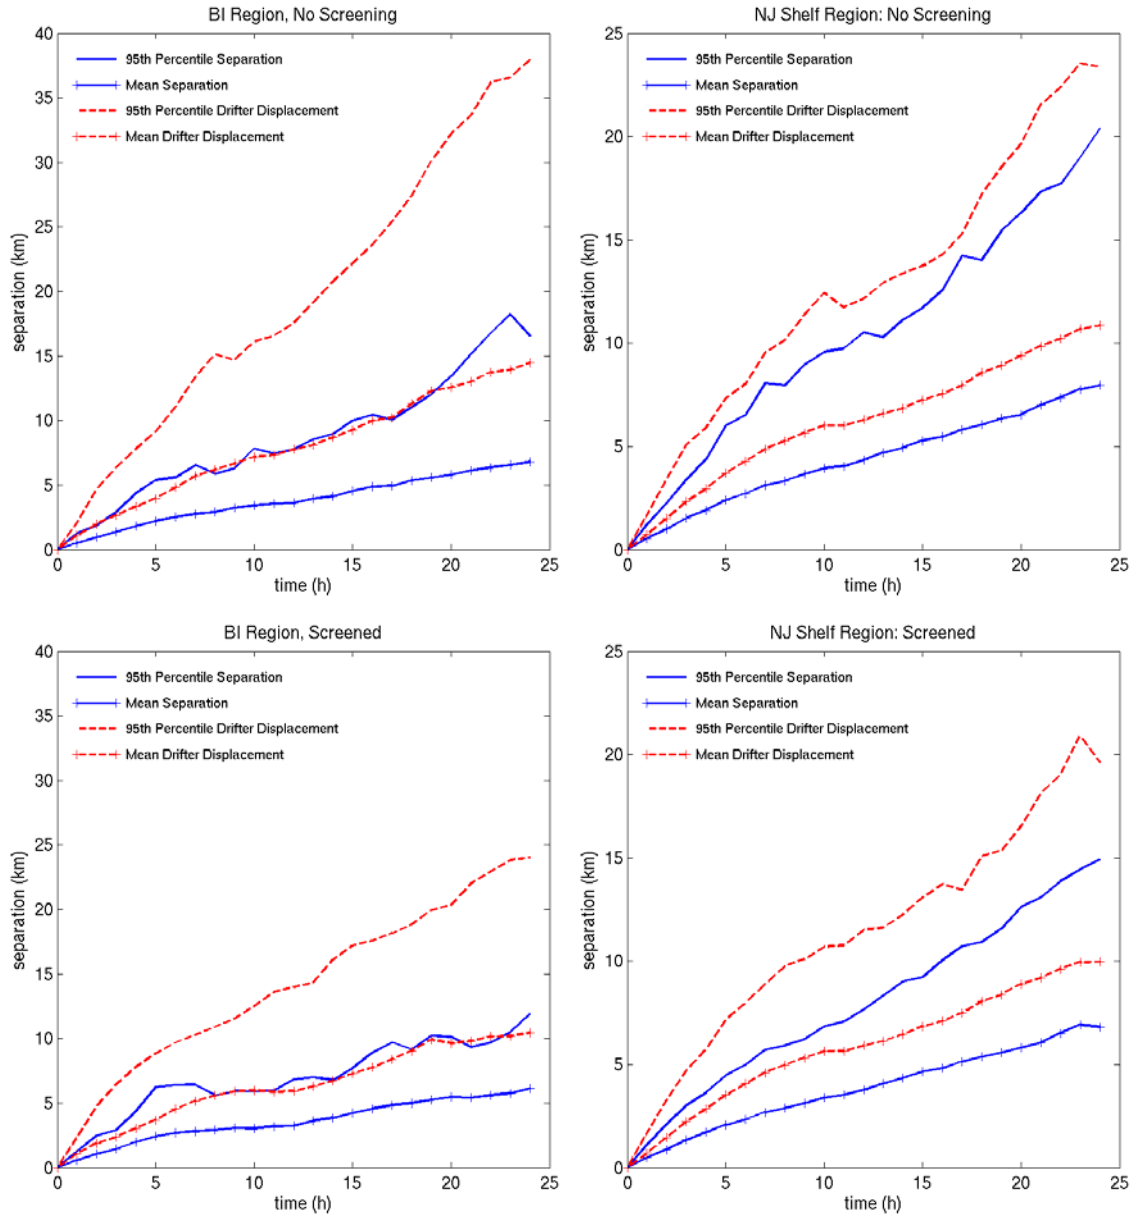 BI Region, No Screening
40
35
30
25
20
15
10
5
0
separation (km)
95th Percentile Separation
Mean Separation
95th Percentile Drifter Displacement
Mean Drifter Displacement
0 5 10 15 20 25
time (h)
NJ Shelf Region: No Screening
25
20
15
10
5
0
separation (km)
95th Percentile Separation
Mean Separation
95th Percentile Drifter Displacement
Mean Drifter Displacement
0 5 10 15 20 25
time (h)
BI Region, Screened
40
35
30
25
20
15
10
5
0
separation (km)
95th Percentile Separation
Mean Separation
95th Percentile Drifter Displacement
Mean Drifter Displacement
0 5 10 15 20 25
time (h)
NJ Shelf Region: Screened
25
20
15
10
5
0
separation (km)
95th Percentile Separation
Mean Separation
95th Percentile Drifter Displacement
Mean Drifter Displacement
0 5 10 15 20 25
time (h)